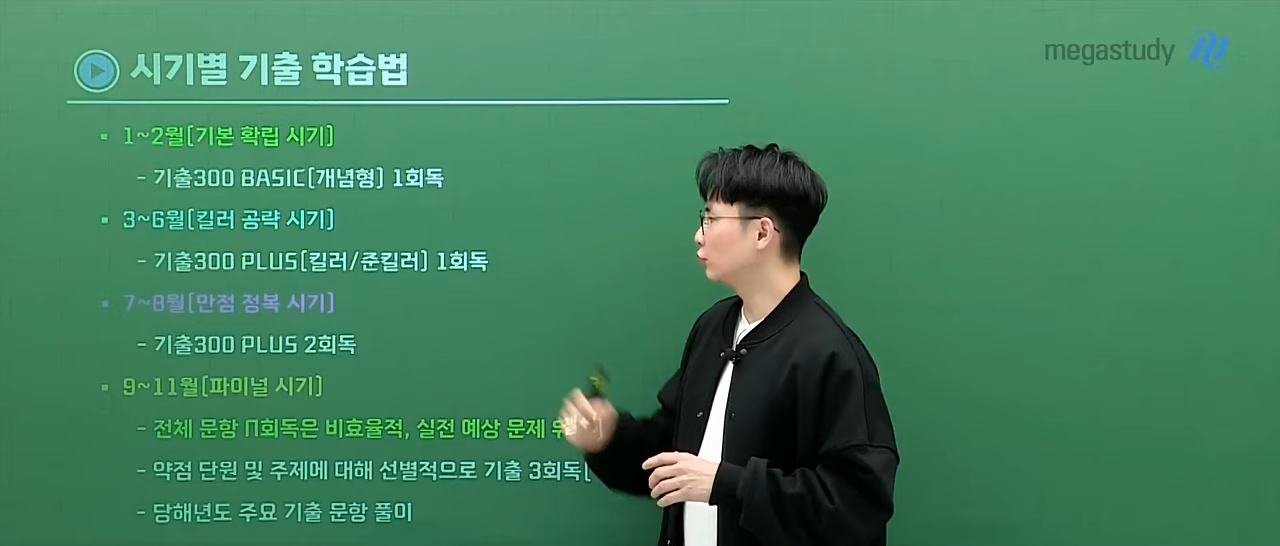 megastudy
시기별 기출 학습법
1~2월[기본 확립 시기]
- 기출300 BASIC[개념형] 1회독
3~6월[킬러 공략 시기]
- 기출300 PLUS[킬러/준킬러] 1회독
7~8월[만점 정복 시기]
- 기출300 PLUS 2회독
9~11월[파이널 시기]
- 전체 문항 n회독은 비효율적, 실전 예상 문제
- 약점 단원 및 주제에 대해 선별적으로 기출 3회독[
- 당해년도 주요 기출 문항 풀이